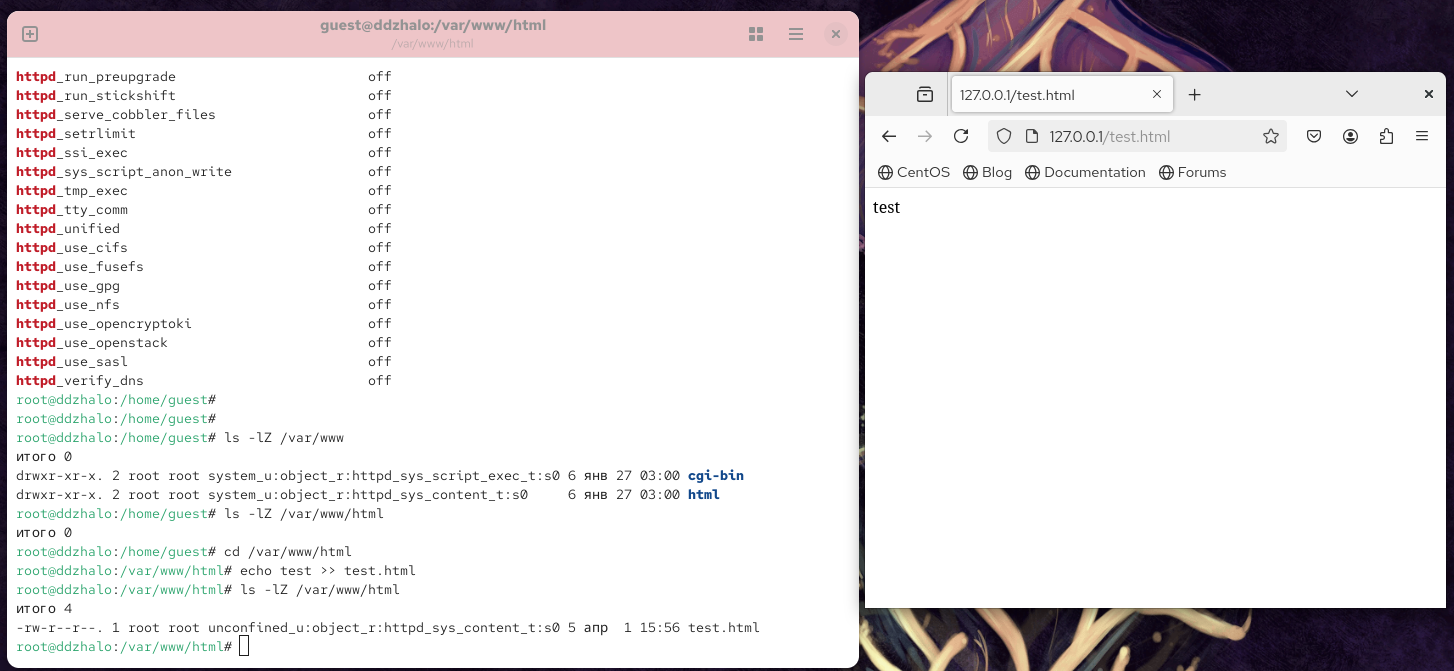 guest@ddzhalo:/var/www/html
/var/www/html
httpd_run_preupgrade off
httpd_run_stickshift off
httpd_serve_cobbler_files off
httpd_setrlimit off
httpd_ssi_exec off
httpd_sys_script_anon_write off
httpd_tmp_exec off
httpd_tty_comm off
httpd_unified off
httpd_use_cifs off
httpd_use_fusefs off
httpd_use_gpg off
httpd_use_nfs off
httpd_use_opencryptoki off
httpd_use_openstack off
httpd_use_sasl off
httpd_verify_dns off
root@ddzhalo:/home/guest#
root@ddzhalo:/home/guest#
root@ddzhalo:/home/guest# ls -lZ /var/www
итого 0
drwxr-xr-x. 2 root root system_u:object_r:httpd_sys_script_exec_t:s0 6 янв 27 03:00 cgi-bin
drwxr-xr-x. 2 root root system_u:object_r:httpd_sys_content_t:s0 6 янв 27 03:00 html
root@ddzhalo:/home/guest# ls -lZ /var/www/html
итого 0
root@ddzhalo:/home/guest# cd /var/www/html
root@ddzhalo:/var/www/html# echo test >> test.html
root@ddzhalo:/var/www/html# ls -lZ /var/www/html
итого 4
-rw-r--r--. 1 root root unconfined_u:object_r:httpd_sys_content_t:s0 5 апр 1 15:56 test.html
root@ddzhalo:/var/www/html#
127.0.0.1/test.html
127.0.0.1/test.html
CentOS Blog Documentation Forums
test